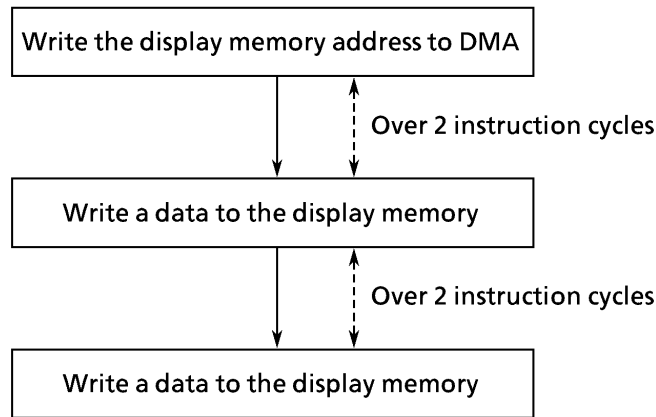 Write the display memory address to DMA
Over 2 instruction cycles
Write a data to the display memory
Over 2 instruction cycles
Write a data to the display memory